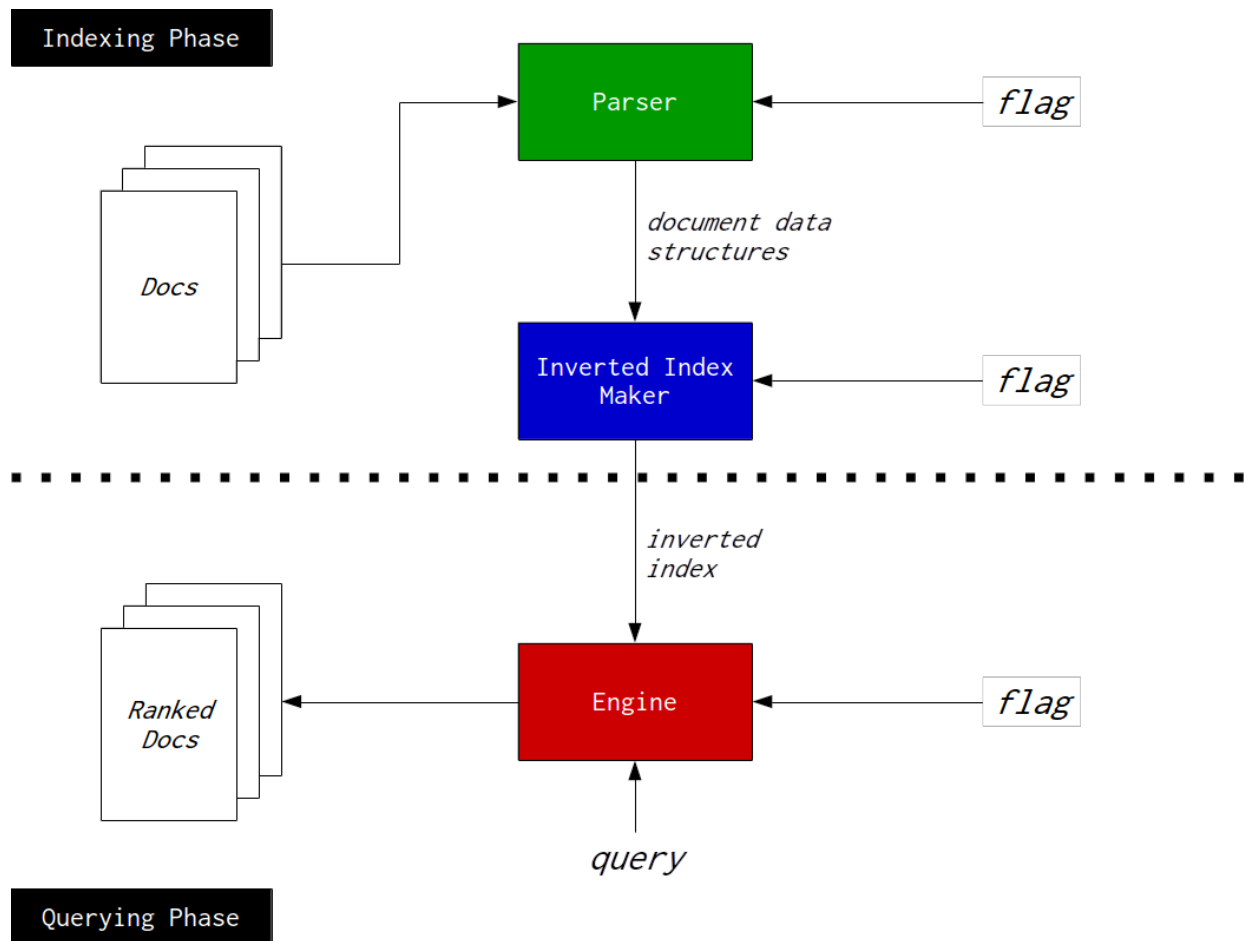 Indexing Phase
Parser
flag
document data
structures
Docs
Inverted Index
Maker
flag
inverted
index
Ranked
Docs
Engine
flag
query
Querying Phase